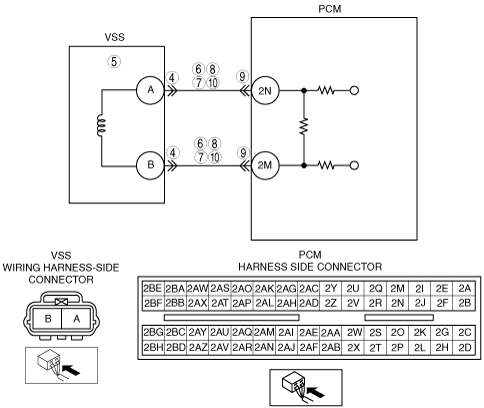 PCM
VSS
5
A
4
6 8
7 10
9
2N
B
4
6 8
7 10
9
2M
VSS
WIRING HARNESS-SIDE
CONNECTOR
B A
PCM
HARNESS SIDE CONNECTOR
2BE 2BA 2AW 2AS 2AO 2AK 2AG 2AC 2Y 2U 2Q 2M 2I 2E 2A
2BF 2BB 2AX 2AT 2AP 2AL 2AH 2AD 2Z 2V 2R 2N 2J 2F 2B
2BG 2BC 2AY 2AU 2AQ 2AM 2AI 2AE 2AA 2W 2S 2O 2K 2G 2C
2BH 2BD 2AZ 2AV 2AR 2AN 2AJ 2AF 2AB 2X 2T 2P 2L 2H 2D